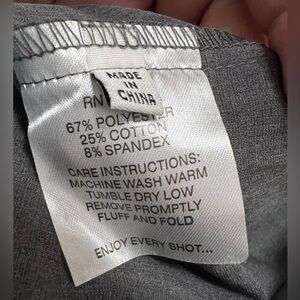 MADE
IN
CHINA
RN
67% POLYESTER
25% COTTON
8% SPANDEX
CARE INSTRUCTIONS:
MACHINE WASH WARM
TUMBLE DRY LOW
REMOVE PROMPTLY
FLUFF AND FOLD
ENJOY EVERY SHOT...